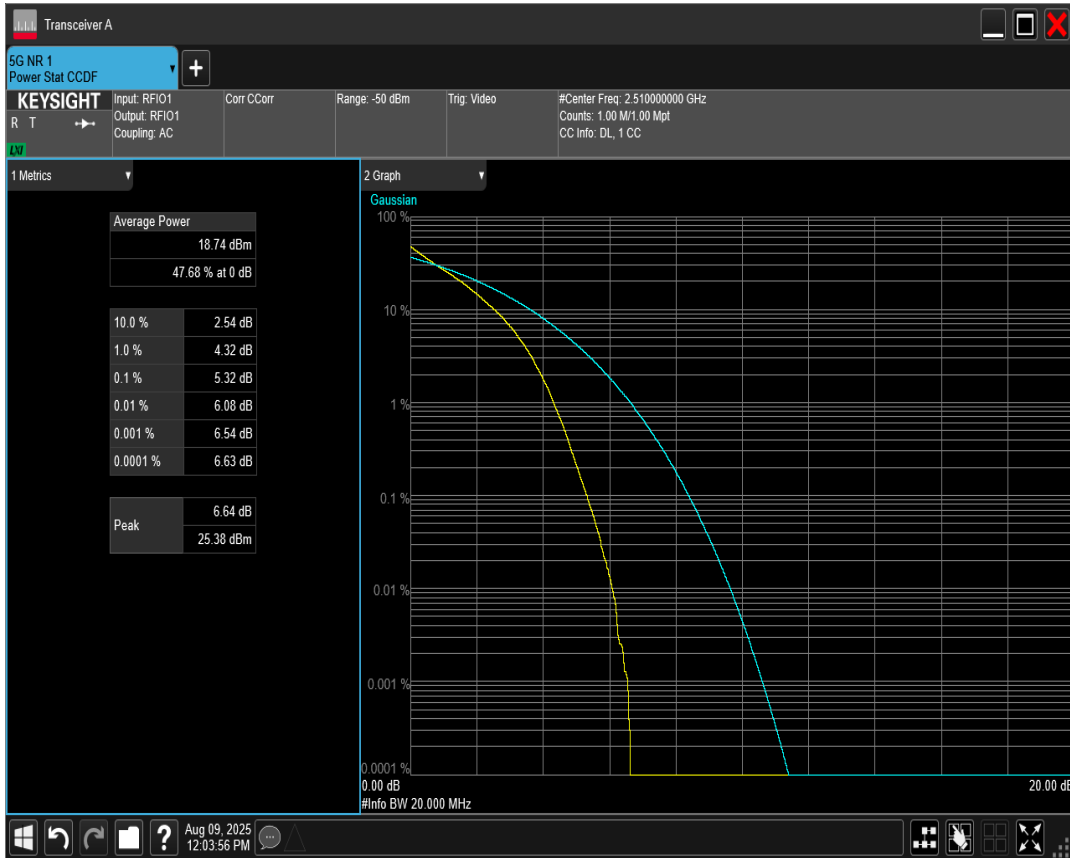 Transceiver A
5G NR 1
Power Stat CCDF
KEYSIGHT
R T
LXI
Input: RFIO1
Output: RFIO1
Coupling: AC
Corr CCorr
Range: -50 dBm
Trig: Video
#Center Freq: 2.510000000 GHz
Counts: 1.00 M/1.00 Mpt
CC Info: DL, 1 CC
1 Metrics
Average Power
18.74 dBm
47.68 % at 0 dB
10.0 % 2.54 dB
1.0 % 4.32 dB
0.1 % 5.32 dB
0.01 % 6.08 dB
0.001 % 6.54 dB
0.0001 % 6.63 dB
Peak
6.64 dB
25.38 dBm
2 Graph
Gaussian
100 %
10 %
1 %
0.1 %
0.01 %
0.001 %
0.0001 %
0.00 dB
20.00 dB
#Info BW 20.000 MHz
Aug 09, 2025
12:03:56 PM